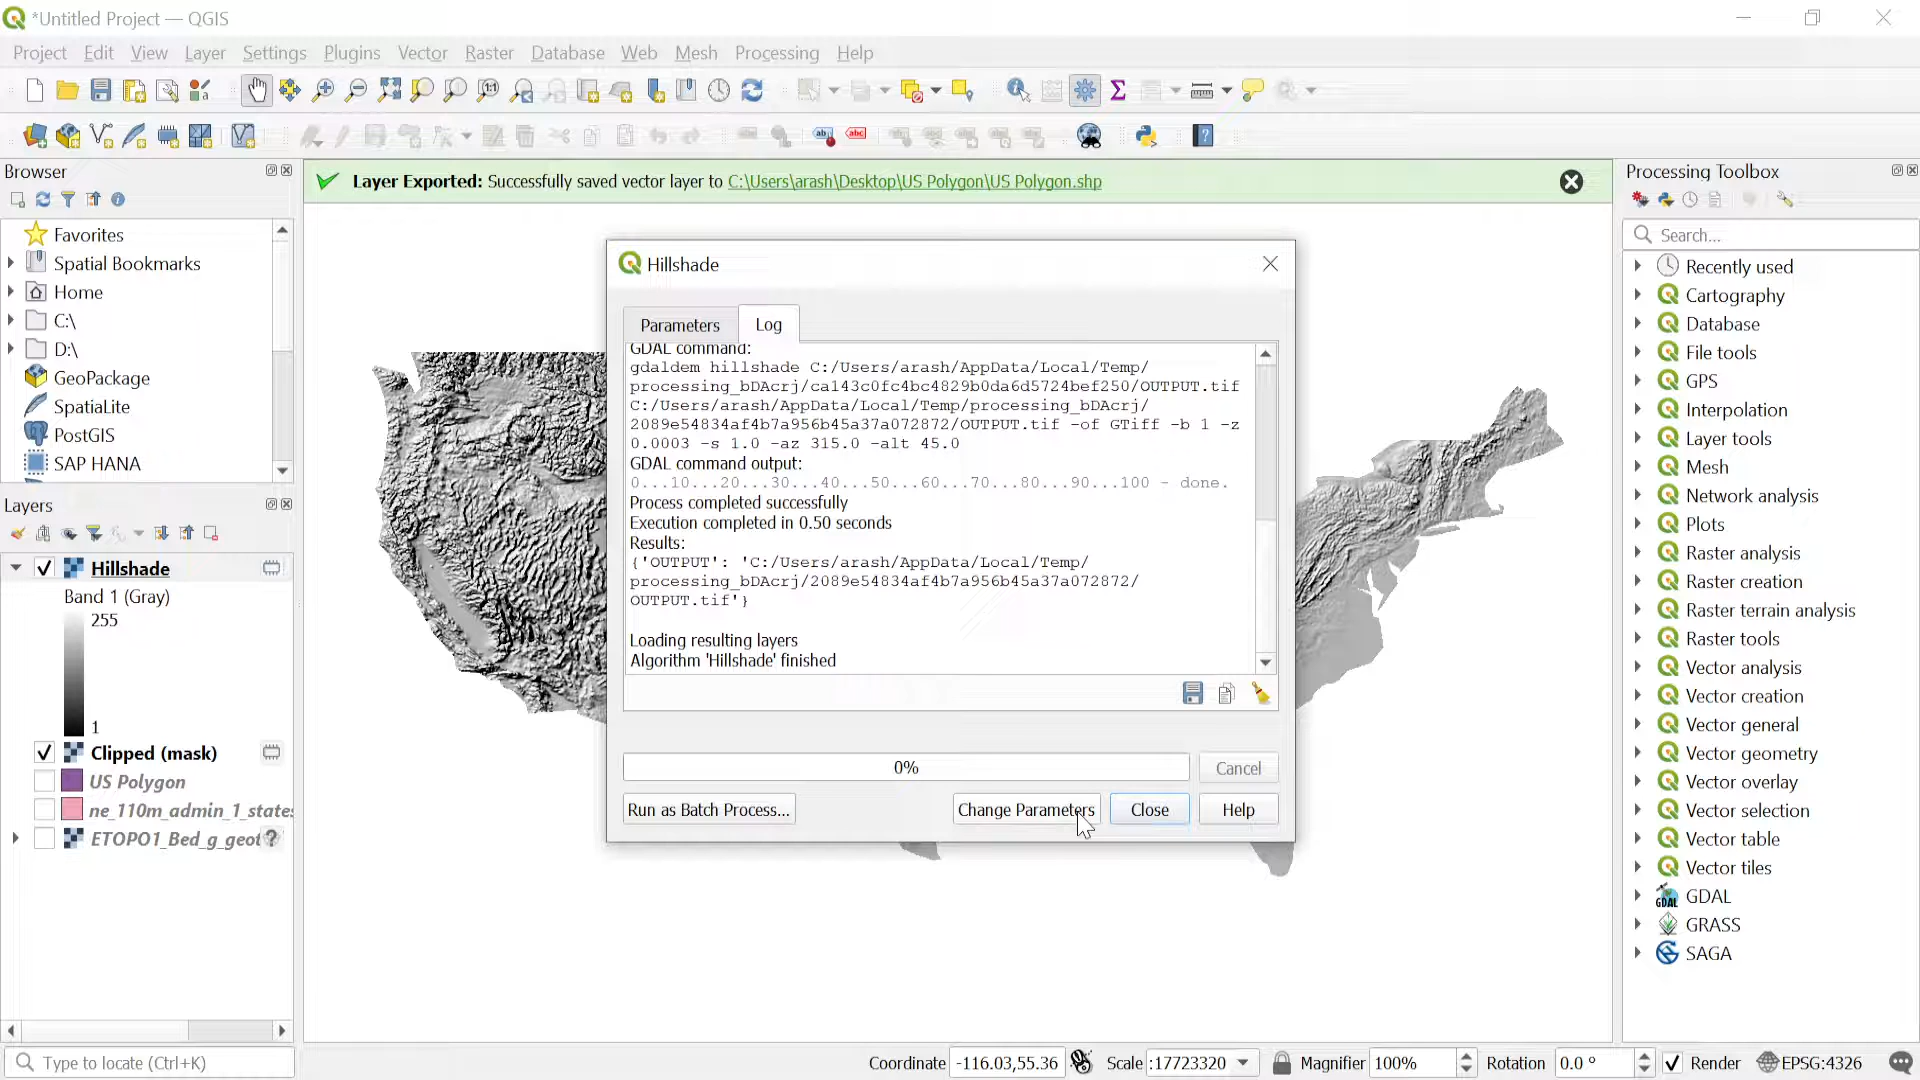 *Untitled Project — QGIS
Project Edit View Layer Settings Plugins Vector Raster Database Web Mesh Processing Help
Browser
Favorites
Spatial Bookmarks
Home
C:\
D:\
GeoPackage
SpatiaLite
PostGIS
SAP HANA
Layers
Hillshade
Band 1 (Gray)
255
1
Clipped (mask)
US Polygon
ne_110m_admin_1_states
ETOPO1_Bed_g_geot
Type to locate (Ctrl+K)
Layer Exported: Successfully saved vector layer to C:\Users\arash\Desktop\US Polygon\US Polygon.shp
Hillshade
Parameters Log
GDAL command:
gdaldem hillshade C:/Users/arash/AppData/Local/Temp/
processing_bDAcrj/ca143c0fc4bc4829b0da6d5724bef250/OUTPUT.tif
C:/Users/arash/AppData/Local/Temp/processing_bDAcrj/
2089e54834af4b7a956b45a37a072872/OUTPUT.tif -of GTiff -b 1 -z
0.0003 -s 1.0 -az 315.0 -alt 45.0
GDAL command output:
0...10...20...30...40...50...60...70...80...90...100 - done.
Process completed successfully
Execution completed in 0.50 seconds
Results:
{'OUTPUT': 'C:/Users/arash/AppData/Local/Temp/
processing_bDAcrj/2089e54834af4b7a956b45a37a072872/
OUTPUT.tif'}
Loading resulting layers
Algorithm 'Hillshade' finished
0%
Cancel
Run as Batch Process... Change Parameters Close Help
Processing Toolbox
Search...
Recently used
Cartography
Database
File tools
GPS
Interpolation
Layer tools
Mesh
Network analysis
Plots
Raster analysis
Raster creation
Raster terrain analysis
Raster tools
Vector analysis
Vector creation
Vector general
Vector geometry
Vector overlay
Vector selection
Vector table
Vector tiles
GDAL
GRASS
SAGA
Coordinate -116.03,55.36 Scale :17723320 Magnifier 100% Rotation 0.0 ° Render EPSG:4326